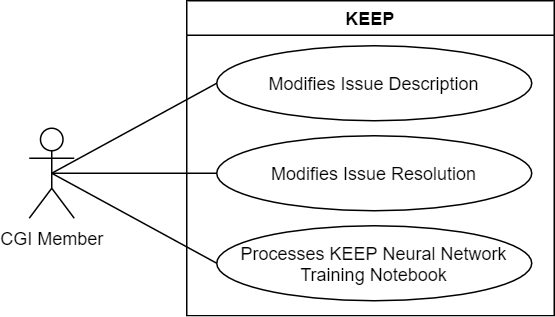 KEEP
Modifies Issue Description
Modifies Issue Resolution
CGI Member
Processes KEEP Neural Network
Training Notebook